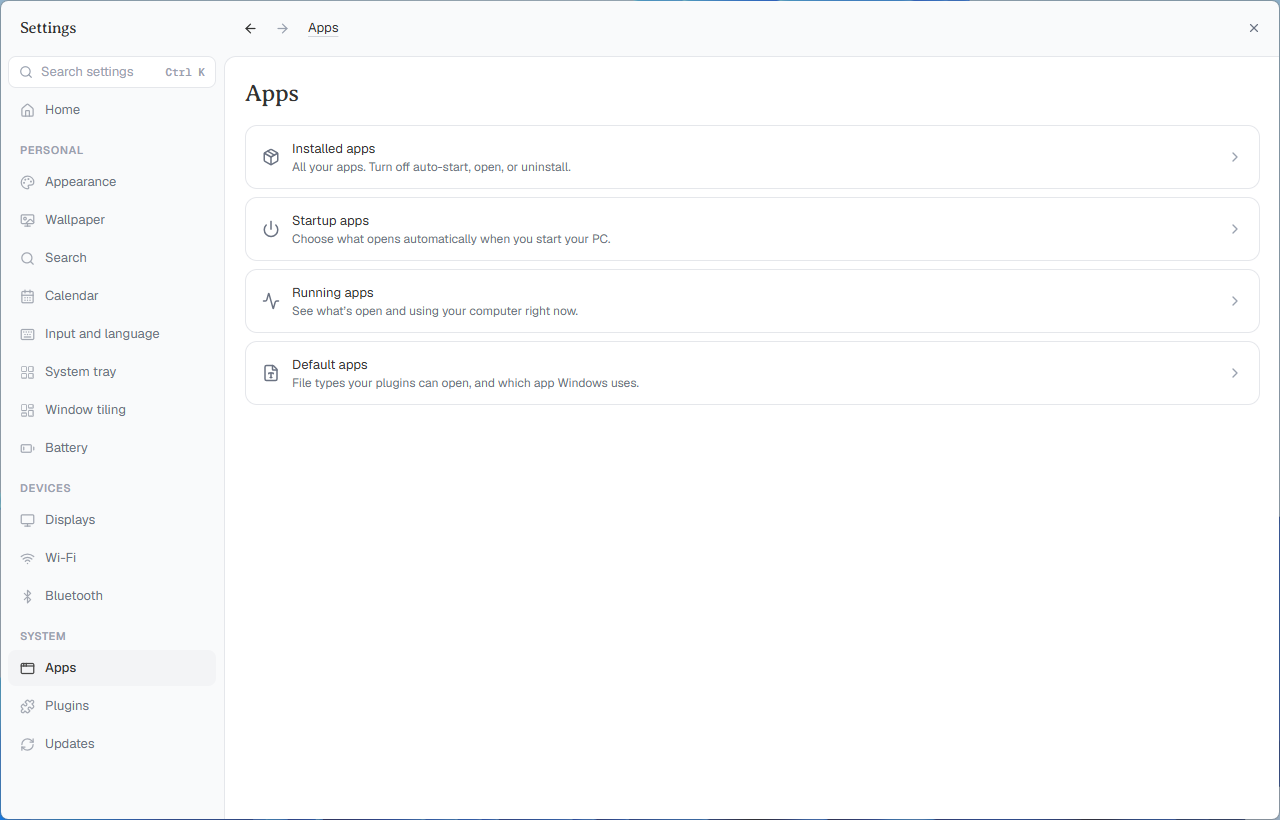 Settings
Apps
Search settings
Ctrl K
Home
PERSONAL
Appearance
Wallpaper
Search
Calendar
Input and language
System tray
Window tiling
Battery
DEVICES
Displays
Wi-Fi
Bluetooth
SYSTEM
Apps
Plugins
Updates
Apps
Installed apps
All your apps. Turn off auto-start, open, or uninstall.
Startup apps
Choose what opens automatically when you start your PC.
Running apps
See what's open and using your computer right now.
Default apps
File types your plugins can open, and which app Windows uses.